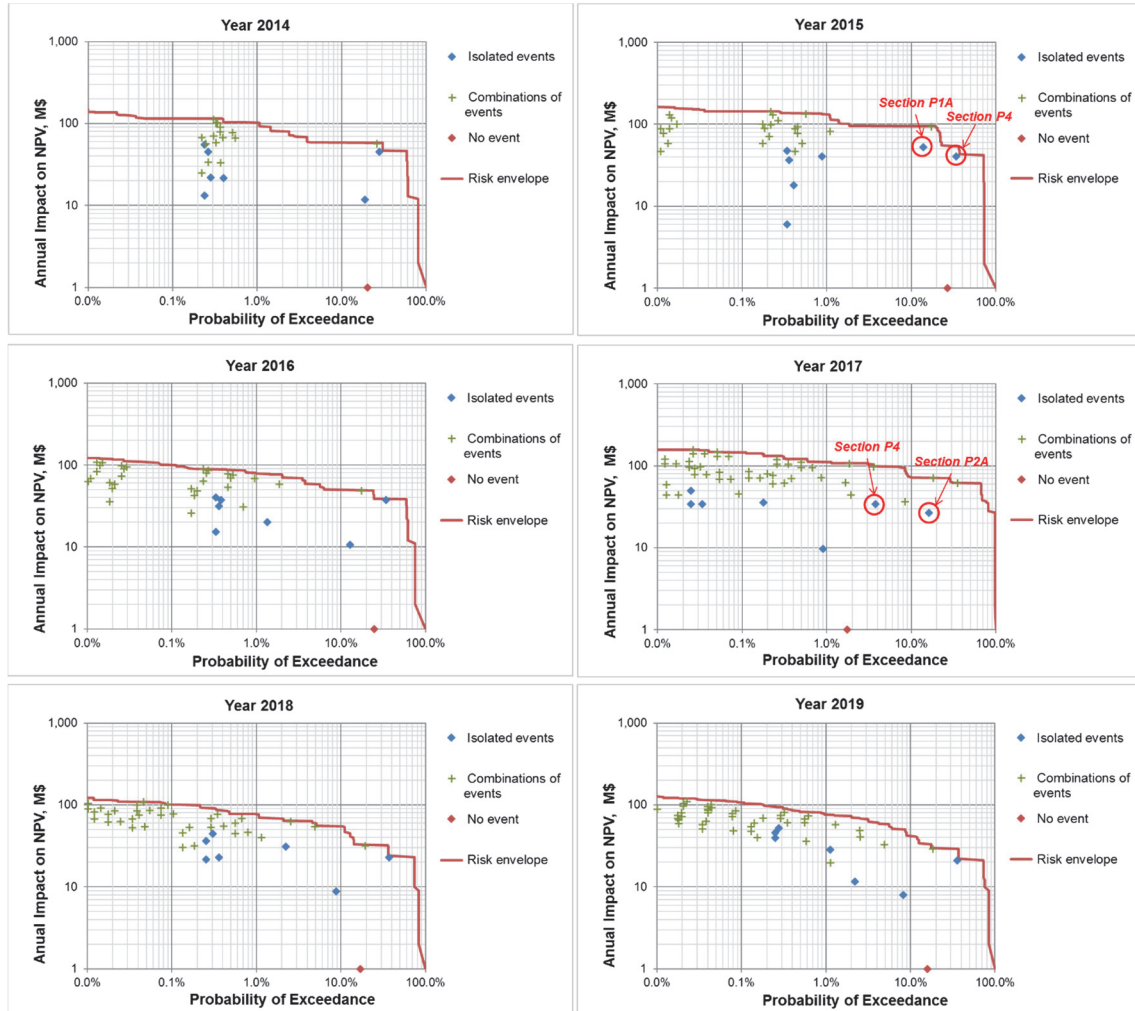 Year 2014
1,000
100
10
1
Annual Impact on NPV, M$
0.0%
0.1%
1.0%
10.0%
100.0%
Probability of Exceedance
Isolated events
Combinations of
events
No event
Risk envelope
Year 2015
1,000
100
10
1
Annual Impact on NPV, M$
0.0%
0.1%
1.0%
10.0%
100.0%
Probability of Exceedance
Section P1A
Section P4
Isolated events
Combinations of
events
No event
Risk envelope
Year 2016
1,000
100
10
1
Annual Impact on NPV, M$
0.0%
0.1%
1.0%
10.0%
100.0%
Probability of Exceedance
Isolated events
Combinations of
events
No event
Risk envelope
Year 2017
1,000
100
10
1
Annual Impact on NPV, M$
0.0%
0.1%
1.0%
10.0%
100.0%
Probability of Exceedance
Section P4
Section P2A
Isolated events
Combinations of
events
No event
Risk envelope
Year 2018
1,000
100
10
1
Anual Impact on NPV, M$
0.0%
0.1%
1.0%
10.0%
100.0%
Probability of Exceedance
Isolated events
Combinations of
events
No event
Risk envelope
Year 2019
1,000
100
10
1
Anual Impact on NPV, M$
0.0%
0.1%
1.0%
10.0%
100.0%
Probability of Exceedance
Isolated events
Combinations of
events
No event
Risk envelope